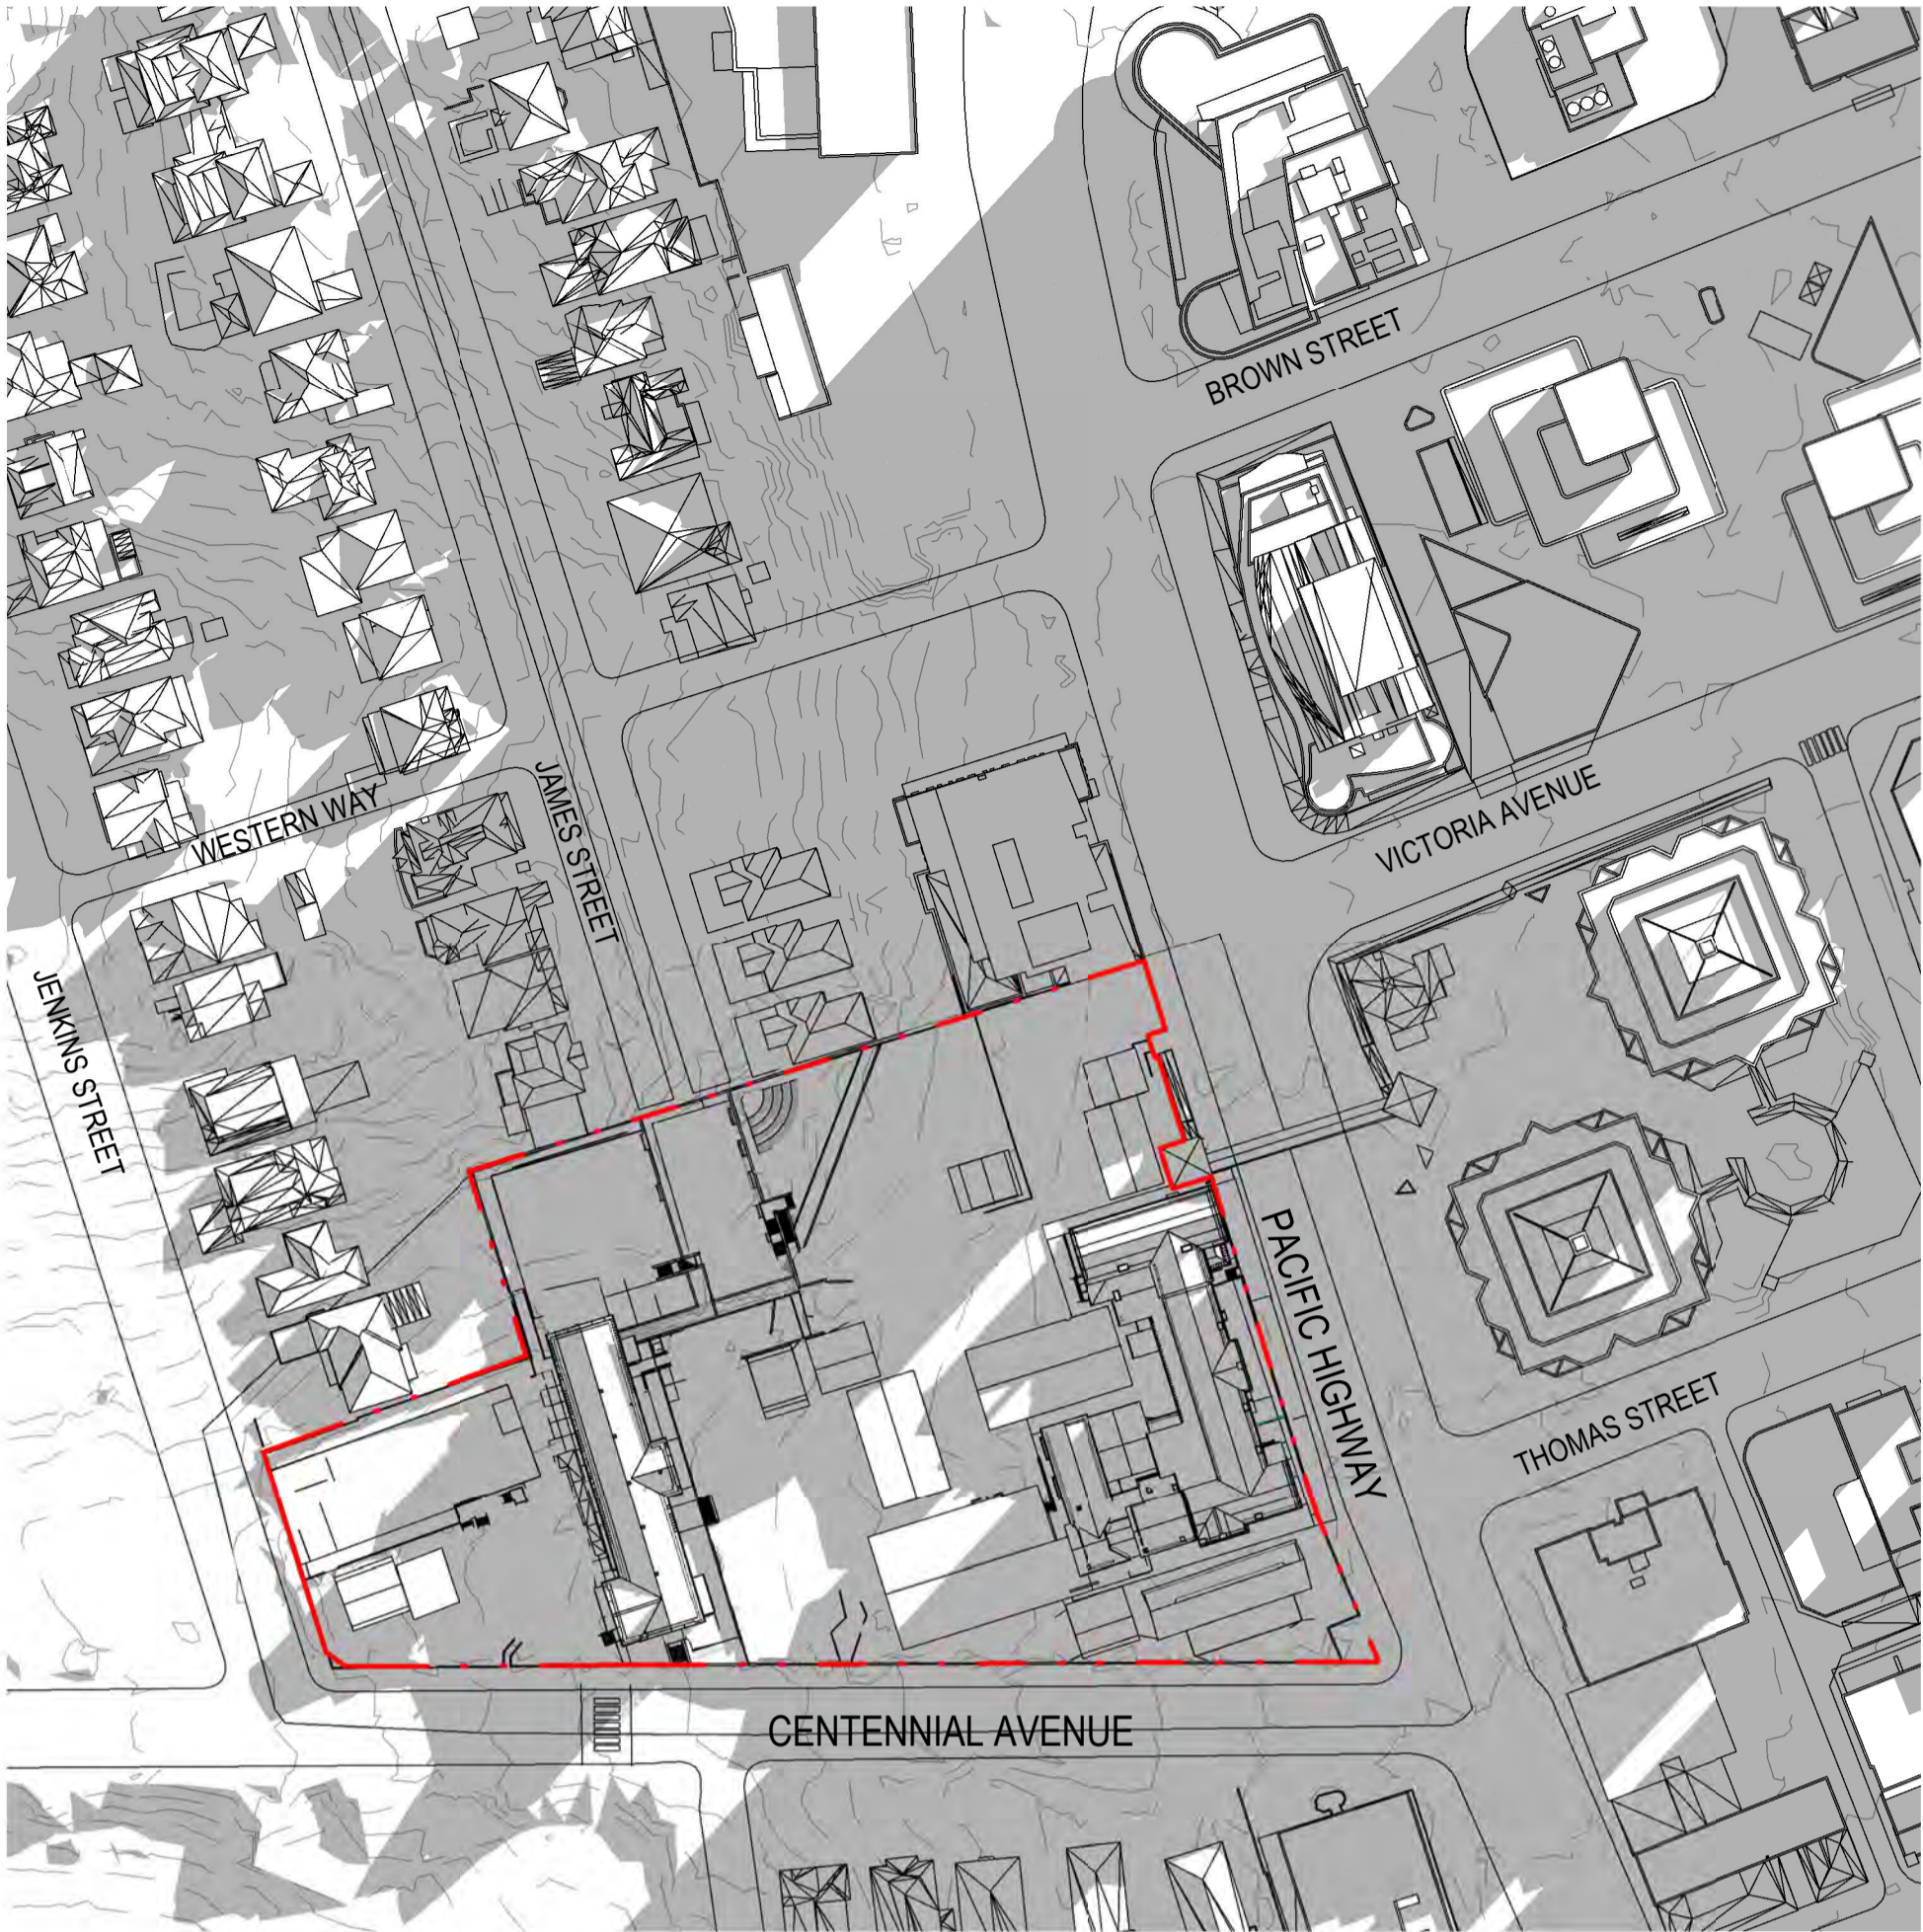 BROWN STREET
VICTORIA AVENUE
WESTERN WAY
JAMES STREET
JENKINS STREET
PACIFIC HIGHWAY
THOMAS STREET
CENTENNIAL AVENUE